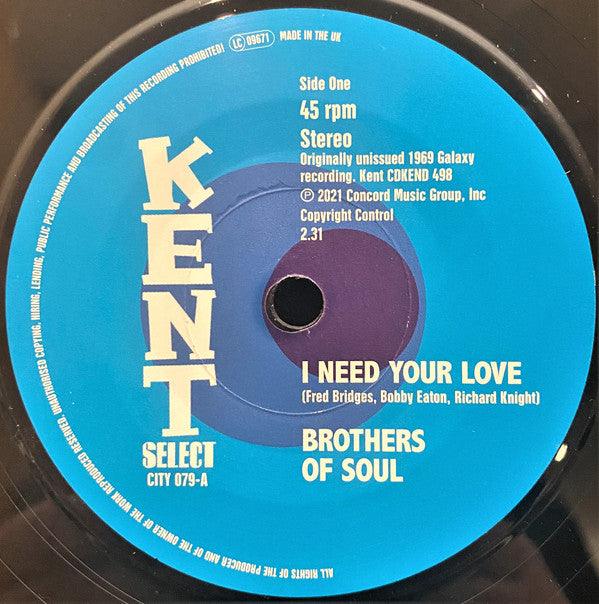 ALL RIGHTS OF THE PRODUCER AND OF THE OWNER OF THE WORK REPRODUCED RESERVED, UNAUTHORISED COPYING, HIRING, LENDING, PUBLIC PERFORMANCE AND BROADCASTING OF THIS RECORDING PROHIBITED! LC 09671 MADE IN THE UK
KENT
SELECT
CITY 079-A
Side One
45 rpm
Stereo
Originally unissued 1969 Galaxy
recording. Kent CDKEND 498
℗ 2021 Concord Music Group, Inc
Copyright Control
2.31
I NEED YOUR LOVE
(Fred Bridges, Bobby Eaton, Richard Knight)
BROTHERS
OF SOUL